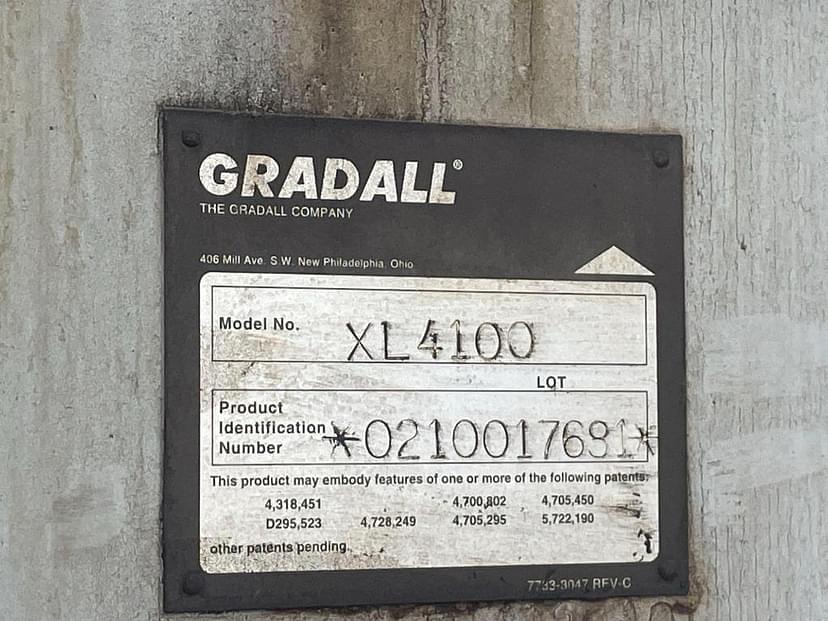 GRADALL®
THE GRADALL COMPANY
406 Mill Ave. S.W. New Philadelphia, Ohio
Model No. XL4100
LOT
Product
Identification
Number *0210017681*
This product may embody features of one or more of the following patents:
4,318,451 4,700,802 4,705,450
D295,523 4,728,249 4,705,295 5,722,190
other patents pending.
7733-3047 REV-C